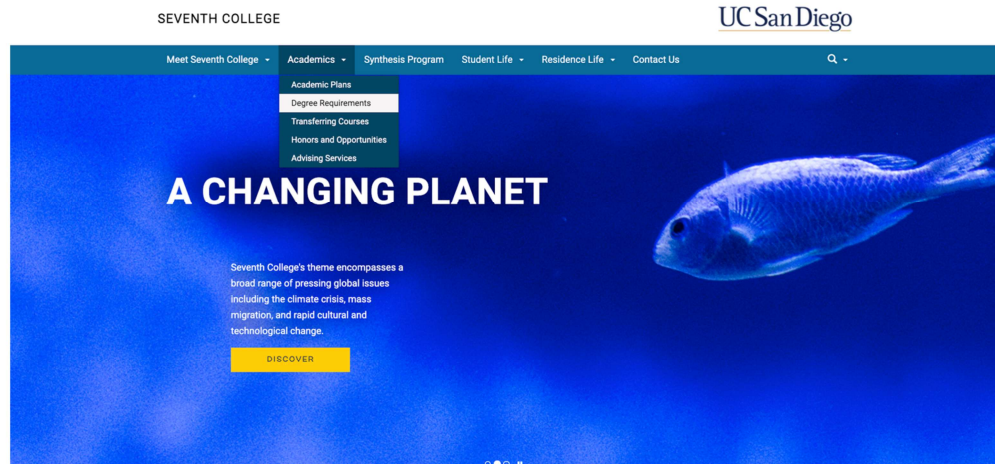 SEVENTH COLLEGE
UC San Diego
Meet Seventh College Academics Synthesis Program Student Life Residence Life Contact Us
Academic Plans
Degree Requirements
Transferring Courses
Honors and Opportunities
Advising Services
A CHANGING PLANET
Seventh College's theme encompasses a
broad range of pressing global issues
including the climate crisis, mass
migration, and rapid cultural and
technological change.
DISCOVER